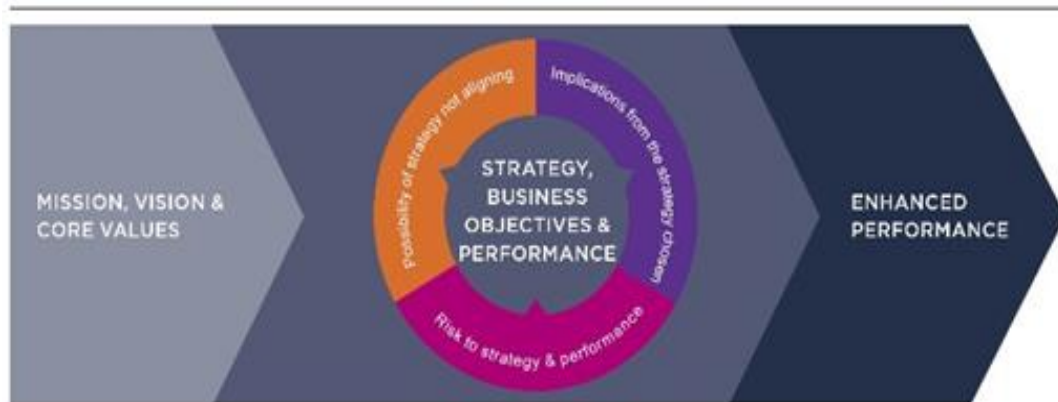 MISSION, VISION &
CORE VALUES
Possibility of strategy not aligning
Implications from the strategy chosen
STRATEGY,
BUSINESS
OBJECTIVES &
PERFORMANCE
Risk to strategy & performance
ENHANCED
PERFORMANCE